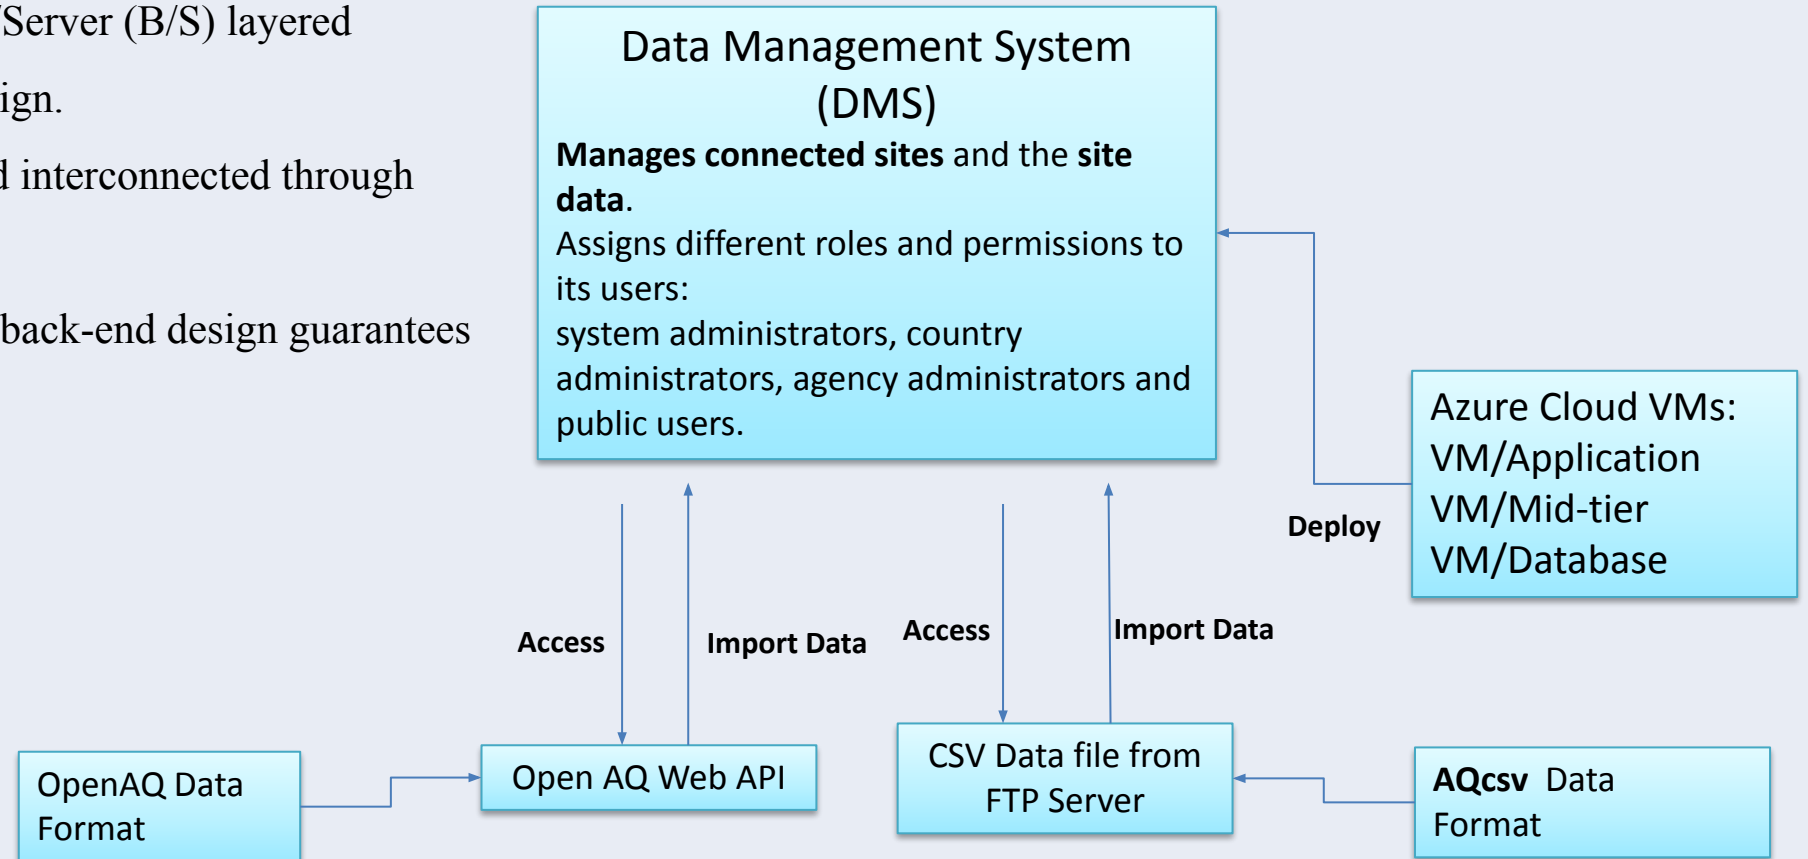 /Server (B/S) layered
ign.
d interconnected through
back-end design guarantees
Data Management System
(DMS)
Manages connected sites and the site
data.
Assigns different roles and permissions to
its users:
system administrators, country
administrators, agency administrators and
public users.
Azure Cloud VMs:
VM/Application
VM/Mid-tier
VM/Database
Deploy
Access
Import Data
Access
Import Data
OpenAQ Data
Format
Open AQ Web API
CSV Data file from
FTP Server
AQcsv Data
Format